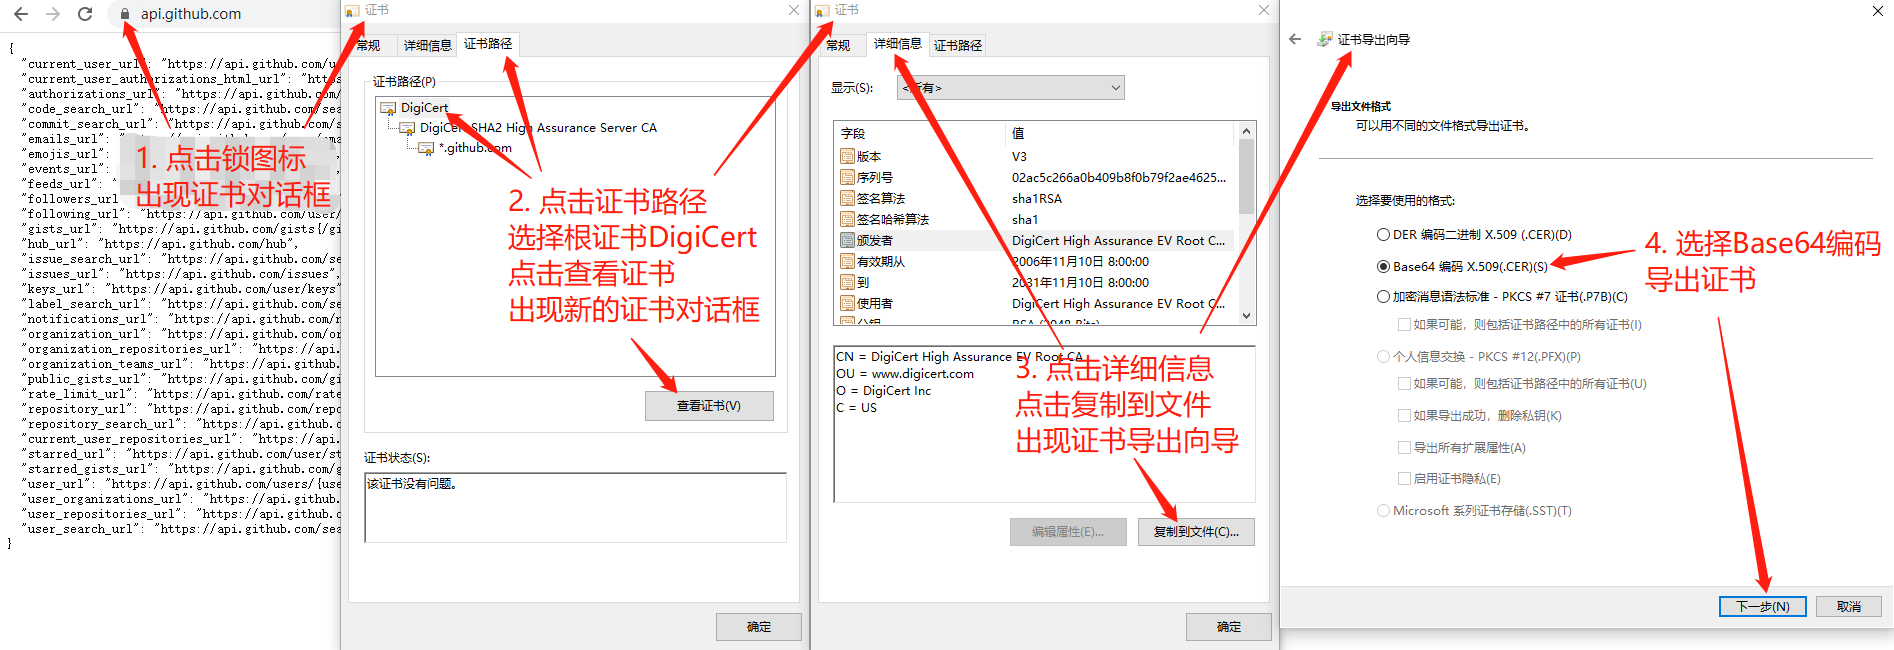 api.github.com
{
"current_user_url": "https://api.github.com/u
"current_user_authorizations_html_url": "https
"authorizations_url": "https://api.github.com/
"code_search_url": "https://api.github.com/sea
"commit_search_url": "https://api.github.com/s
"emails_url":
"emojis_url":
"events_url":
"feeds_url": "
"followers_url
"following_url": "https://api.github.com/user/
"gists_url": "https://api.github.com/gists{/gi
"hub_url": "https://api.github.com/hub",
"issue_search_url": "https://api.github.com/se
"issues_url": "https://api.github.com/issues",
"keys_url": "https://api.github.com/user/keys"
"label_search_url": "https://api.github.com/se
"notifications_url": "https://api.github.com/n
"organization_url": "https://api.github.com/or
"organization_repositories_url": "https://api.
"organization_teams_url": "https://api.github.
"public_gists_url": "https://api.github.com/gi
"rate_limit_url": "https://api.github.com/rate
"repository_url": "https://api.github.com/repo
"repository_search_url": "https://api.github.c
"current_user_repositories_url": "https://api.
"starred_url": "https://api.github.com/user/st
"starred_gists_url": "https://api.github.com/g
"user_url": "https://api.github.com/users/{use
"user_organizations_url": "https://api.github.
"user_repositories_url": "https://api.github.c
"user_search_url": "https://api.github.com/sea
}
1. 点击锁图标
出现证书对话框
证书
常规 详细信息 证书路径
证书路径(P)
DigiCert
DigiCert SHA2 High Assurance Server CA
*.github.com
2. 点击证书路径
选择根证书DigiCert
点击查看证书
出现新的证书对话框
查看证书(V)
证书状态(S):
该证书没有问题。
确定
证书
常规 详细信息 证书路径
显示(S): <所有>
字段 值
版本 V3
序列号 02ac5c266a0b409b8f0b79f2ae4625...
签名算法 sha1RSA
签名哈希算法 sha1
颁发者 DigiCert High Assurance EV Root C...
有效期从 2006年11月10日 8:00:00
到 2031年11月10日 8:00:00
使用者 DigiCert High Assurance EV Root C...
公钥 RSA (2048 Bits)
CN = DigiCert High Assurance EV Root CA
OU = www.digicert.com
O = DigiCert Inc
C = US
3. 点击详细信息
点击复制到文件
出现证书导出向导
编辑属性(E)... 复制到文件(C)...
确定
证书导出向导
导出文件格式
可以用不同的文件格式导出证书。
选择要使用的格式:
DER 编码二进制 X.509 (.CER)(D)
Base64 编码 X.509(.CER)(S)
加密消息语法标准 - PKCS #7 证书(.P7B)(C)
如果可能，则包括证书路径中的所有证书(I)
个人信息交换 - PKCS #12(.PFX)(P)
如果可能，则包括证书路径中的所有证书(U)
如果导出成功，删除私钥(K)
导出所有扩展属性(A)
启用证书隐私(E)
Microsoft 系列证书存储(.SST)(T)
4. 选择Base64编码
导出证书
下一步(N) 取消